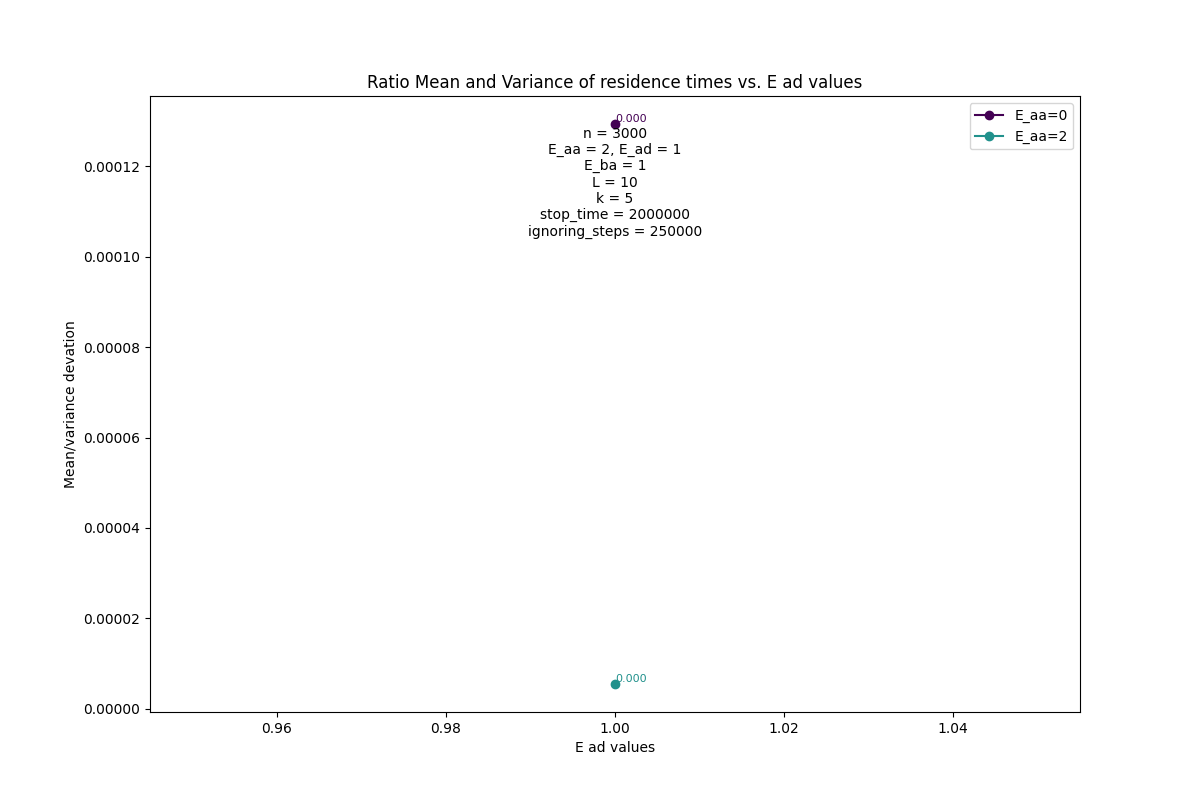 Ratio Mean and Variance of residence times vs. E ad values
E_aa=0
E_aa=2
0.000
n = 3000
E_aa = 2, E_ad = 1
E_ba = 1
L = 10
k = 5
stop_time = 2000000
ignoring_steps = 250000
0.000
Mean/variance devation
0.00012
0.00010
0.00008
0.00006
0.00004
0.00002
0.00000
0.96
0.98
1.00
1.02
1.04
E ad values